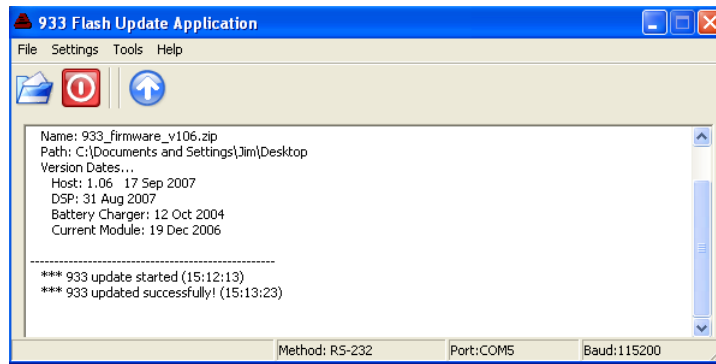 933 Flash Update Application
File Settings Tools Help
Name: 933_firmware_v106.zip
Path: C:\Documents and Settings\Jim\Desktop
Version Dates...
Host: 1.06 17 Sep 2007
DSP: 31 Aug 2007
Battery Charger: 12 Oct 2004
Current Module: 19 Dec 2006
-------------------------------------------------
*** 933 update started (15:12:13)
*** 933 updated successfully! (15:13:23)
Method: RS-232 Port:COM5 Baud:115200